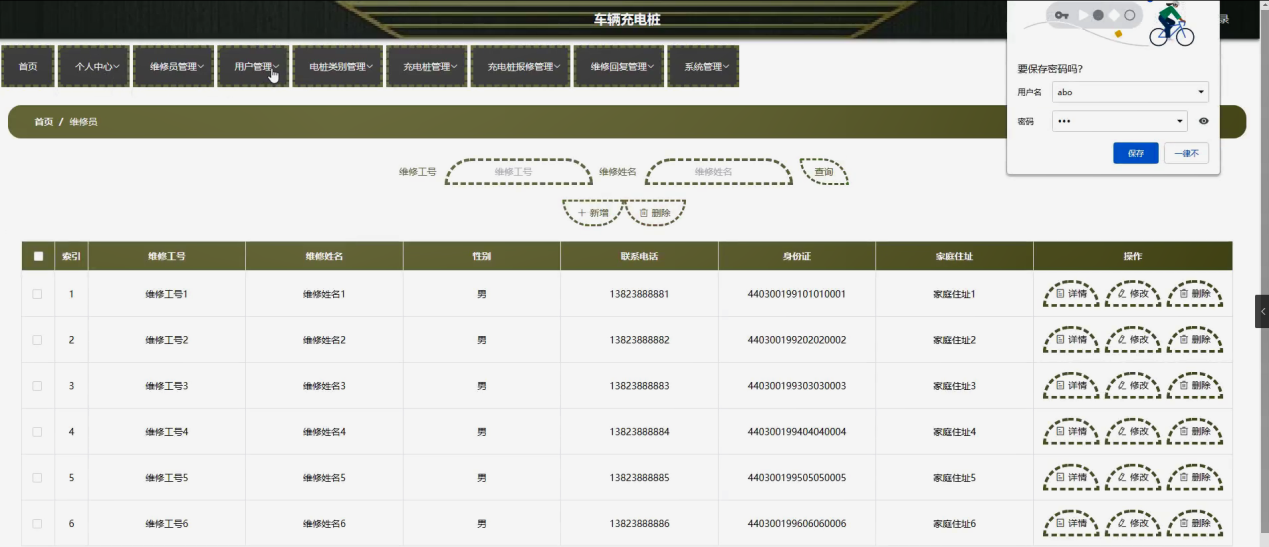 车辆充电桩
录
首页 个人中心 维修员管理 用户管理 电桩类别管理 充电桩管理 充电桩报修管理 维修回复管理 系统管理
要保存密码吗?
用户名 abo
密码 •••
保存 一律不
首页 / 维修员
维修工号 维修工号 维修姓名 维修姓名 查询
新增 删除
索引 维修工号 维修姓名 性别 联系电话 身份证 家庭住址 操作
1 维修工号1 维修姓名1 男 13823888881 440300199101010001 家庭住址1 详情 修改 删除
2 维修工号2 维修姓名2 男 13823888882 440300199202020002 家庭住址2 详情 修改 删除
3 维修工号3 维修姓名3 男 13823888883 440300199303030003 家庭住址3 详情 修改 删除
4 维修工号4 维修姓名4 男 13823888884 440300199404040004 家庭住址4 详情 修改 删除
5 维修工号5 维修姓名5 男 13823888885 440300199505050005 家庭住址5 详情 修改 删除
6 维修工号6 维修姓名6 男 13823888886 440300199606060006 家庭住址6 详情 修改 删除